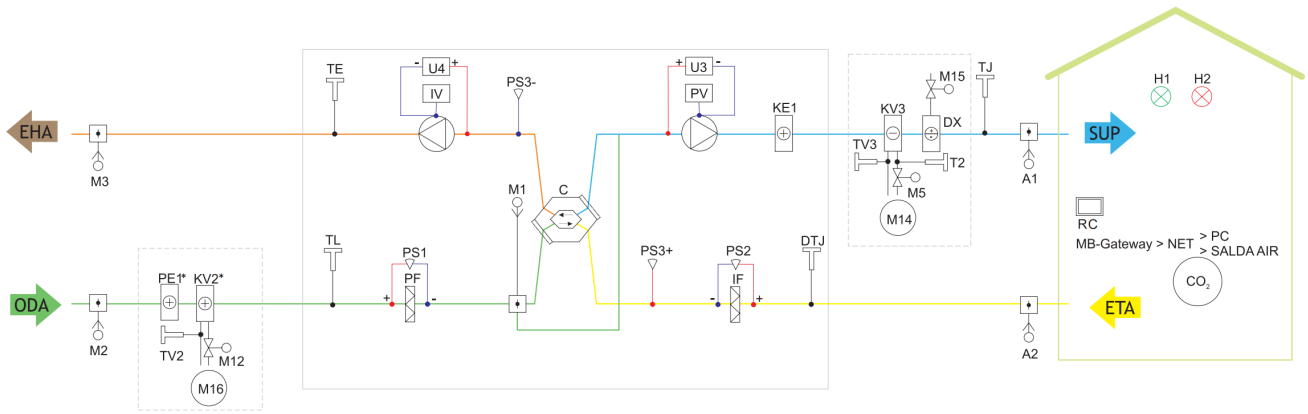 H1 H2
TE
- U4 +
PS3-
+ U3 -
M15
TJ
IV
PV
KE1
KV3
DX
EHA
SUP
TV3
T2
M3
A1
M1
C
M5
M14
RC
MB-Gateway > NET
> PC
> SALDA AIR
TL
PS1
PS3+
PS2
DTJ
PE1*
KV2*
PF
IF
CO₂
+ -
- +
ODA
ETA
M2
TV2
M12
A2
M16